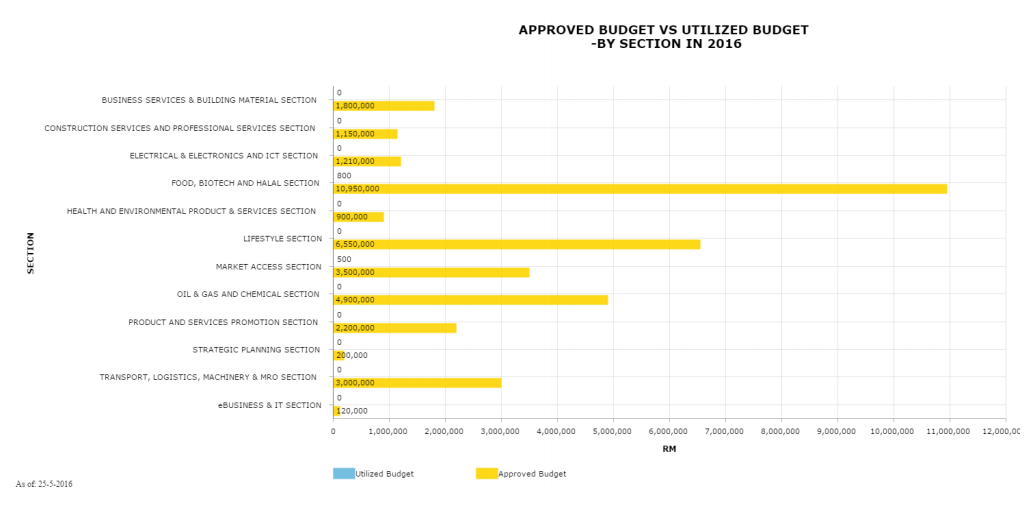 APPROVED BUDGET VS UTILIZED BUDGET
-BY SECTION IN 2016
SECTION
0
BUSINESS SERVICES & BUILDING MATERIAL SECTION
1,800,000
0
CONSTRUCTION SERVICES AND PROFESSIONAL SERVICES SECTION
1,150,000
0
ELECTRICAL & ELECTRONICS AND ICT SECTION
1,210,000
800
FOOD, BIOTECH AND HALAL SECTION
10,950,000
0
HEALTH AND ENVIRONMENTAL PRODUCT & SERVICES SECTION
900,000
0
LIFESTYLE SECTION
6,550,000
500
MARKET ACCESS SECTION
3,500,000
0
OIL & GAS AND CHEMICAL SECTION
4,900,000
0
PRODUCT AND SERVICES PROMOTION SECTION
2,200,000
0
STRATEGIC PLANNING SECTION
200,000
0
TRANSPORT, LOGISTICS, MACHINERY & MRO SECTION
3,000,000
0
eBUSINESS & IT SECTION
120,000
0 1,000,000 2,000,000 3,000,000 4,000,000 5,000,000 6,000,000 7,000,000 8,000,000 9,000,000 10,000,000 11,000,000 12,000,0
RM
Utilized Budget Approved Budget
As of: 25-5-2016